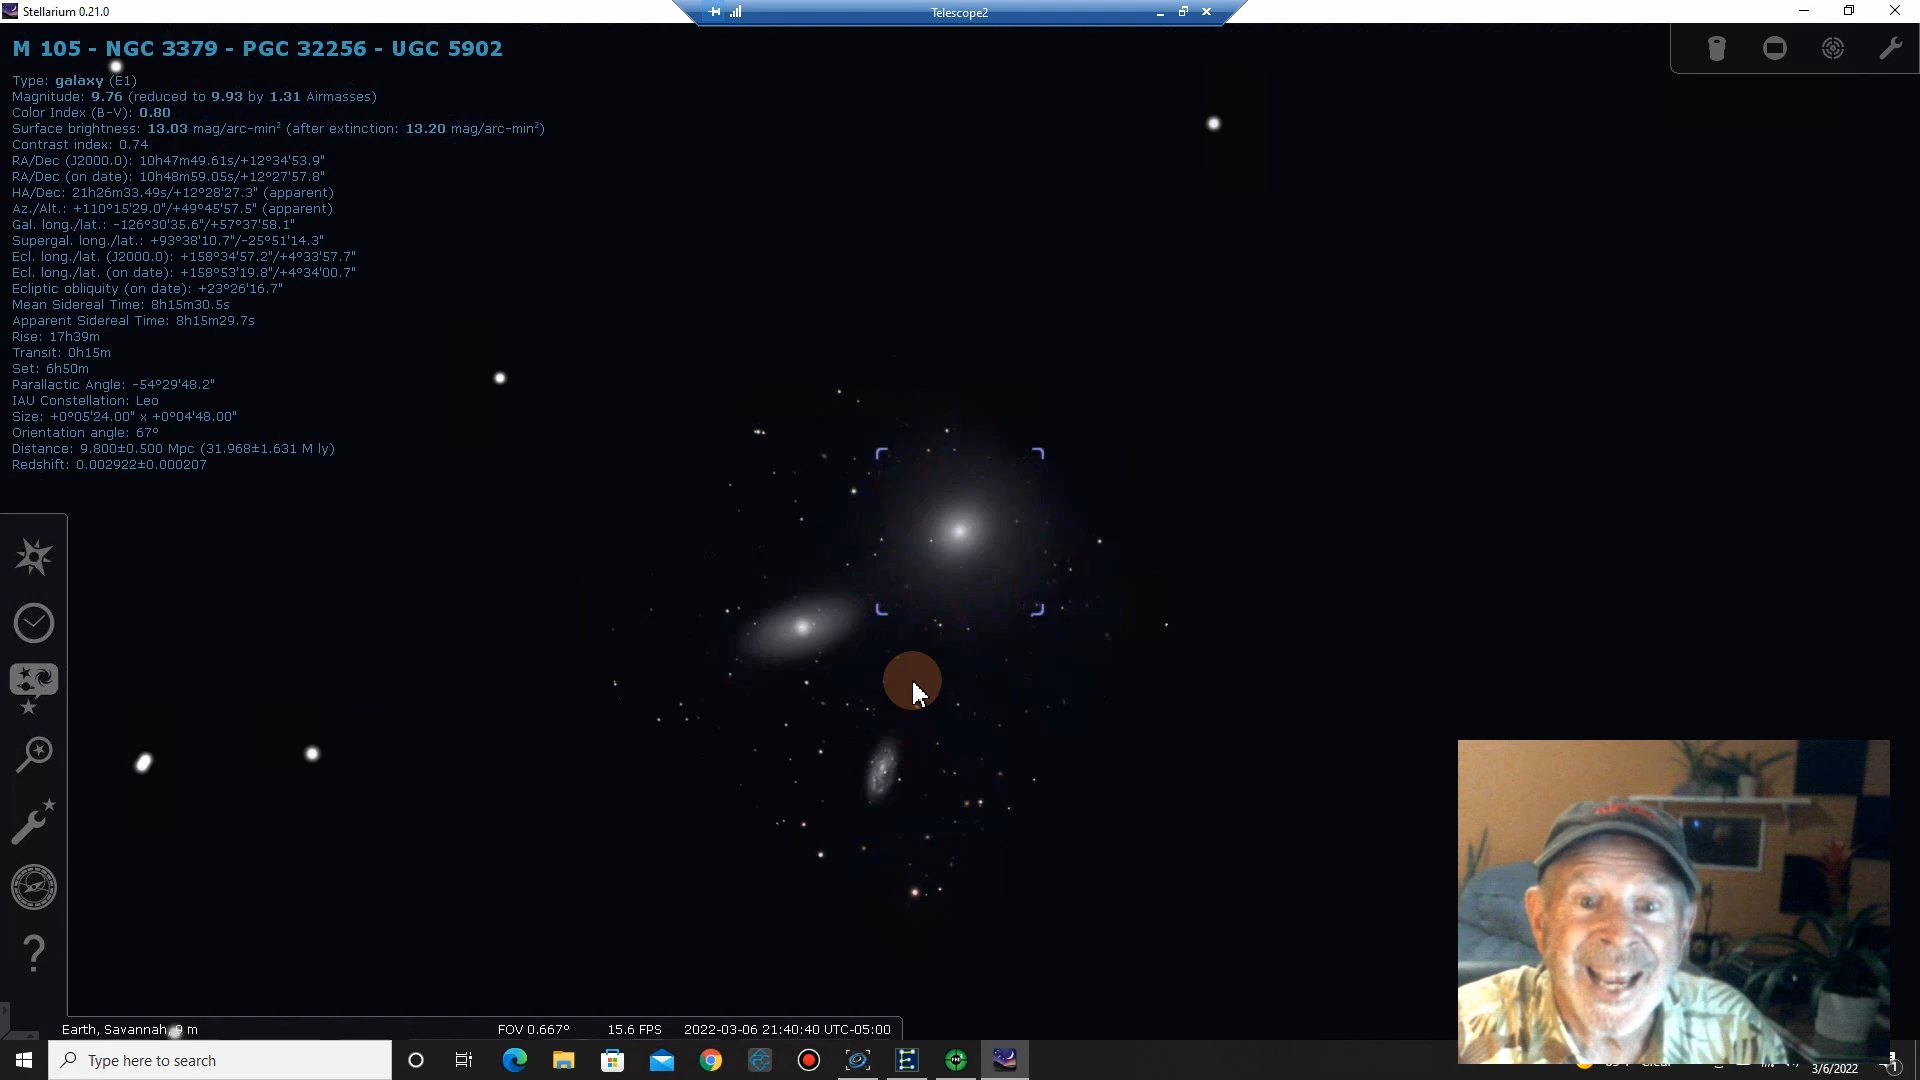 Stellarium 0.21.0
Telescope2
M 105 - NGC 3379 - PGC 32256 - UGC 5902
Type: galaxy (E1)
Magnitude: 9.76 (reduced to 9.93 by 1.31 Airmasses)
Color Index (B-V): 0.80
Surface brightness: 13.03 mag/arc-min² (after extinction: 13.20 mag/arc-min²)
Contrast index: 0.74
RA/Dec (J2000.0): 10h47m49.61s/+12°34'53.9"
RA/Dec (on date): 10h48m59.05s/+12°27'57.8"
HA/Dec: 21h26m33.49s/+12°28'27.3" (apparent)
Az./Alt.: +110°15'29.0"/+49°45'57.5" (apparent)
Gal. long./lat.: -126°30'35.6"/+57°37'58.1"
Supergal. long./lat.: +93°38'10.7"/-25°51'14.3"
Ecl. long./lat. (J2000.0): +158°34'57.2"/+4°33'57.7"
Ecl. long./lat. (on date): +158°53'19.8"/+4°34'00.7"
Ecliptic obliquity (on date): +23°26'16.7"
Mean Sidereal Time: 8h15m30.5s
Apparent Sidereal Time: 8h15m29.7s
Rise: 17h39m
Transit: 0h15m
Set: 6h50m
Parallactic Angle: -54°29'48.2"
IAU Constellation: Leo
Size: +0°05'24.00" x +0°04'48.00"
Orientation angle: 67°
Distance: 9.800±0.500 Mpc (31.968±1.631 M ly)
Redshift: 0.002922±0.000207
Earth, Savannah, 9 m
FOV 0.667° 15.6 FPS 2022-03-06 21:40:40 UTC-05:00
Type here to search
3/6/2022
1